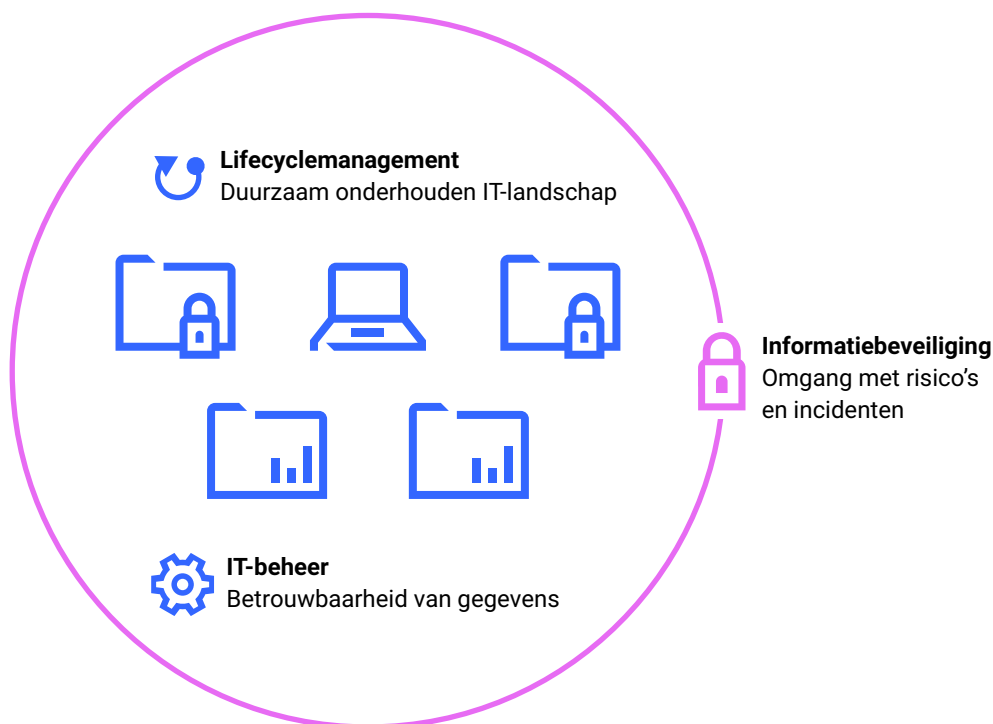 Lifecyclemanagement
Duurzaam onderhouden IT-landschap
Informatiebeveiliging
Omgang met risico’s
en incidenten
IT-beheer
Betrouwbaarheid van gegevens